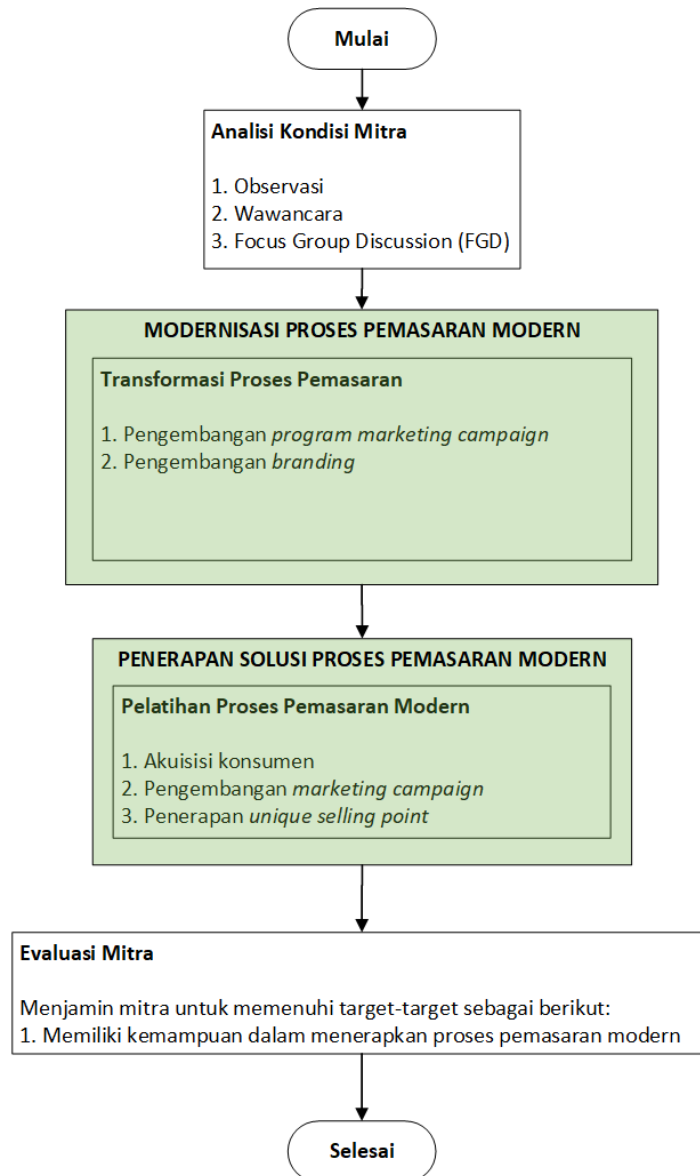 Mulai
Analisi Kondisi Mitra
1. Observasi
2. Wawancara
3. Focus Group Discussion (FGD)
MODERNISASI PROSES PEMASARAN MODERN
Transformasi Proses Pemasaran
1. Pengembangan program marketing campaign
2. Pengembangan branding
PENERAPAN SOLUSI PROSES PEMASARAN MODERN
Pelatihan Proses Pemasaran Modern
1. Akuisisi konsumen
2. Pengembangan marketing campaign
3. Penerapan unique selling point
Evaluasi Mitra
Menjamin mitra untuk memenuhi target-target sebagai berikut:
1. Memiliki kemampuan dalam menerapkan proses pemasaran modern
Selesai